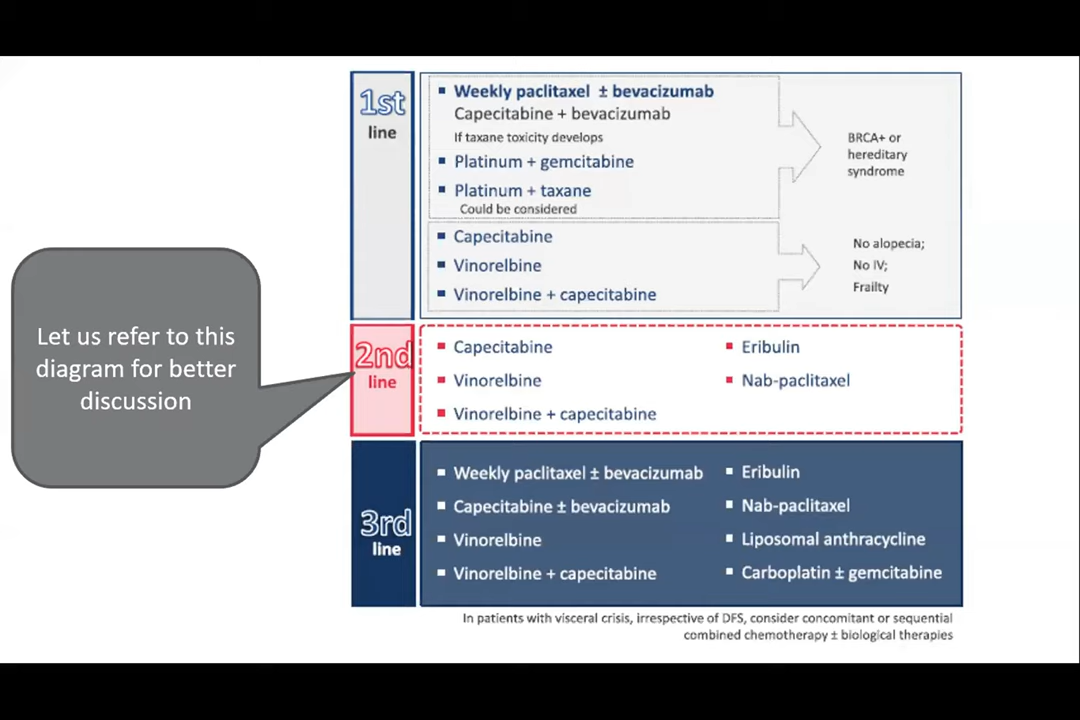 Let us refer to this
diagram for better
discussion
1st
line
▪ Weekly paclitaxel ± bevacizumab
Capecitabine + bevacizumab
If taxane toxicity develops
▪ Platinum + gemcitabine
▪ Platinum + taxane
Could be considered
BRCA+ or
hereditary
syndrome
▪ Capecitabine
▪ Vinorelbine
▪ Vinorelbine + capecitabine
No alopecia;
No IV;
Frailty
2nd
line
▪ Capecitabine
▪ Vinorelbine
▪ Vinorelbine + capecitabine
▪ Eribulin
▪ Nab-paclitaxel
3rd
line
▪ Weekly paclitaxel ± bevacizumab
▪ Capecitabine ± bevacizumab
▪ Vinorelbine
▪ Vinorelbine + capecitabine
▪ Eribulin
▪ Nab-paclitaxel
▪ Liposomal anthracycline
▪ Carboplatin ± gemcitabine
In patients with visceral crisis, irrespective of DFS, consider concomitant or sequential
combined chemotherapy ± biological therapies